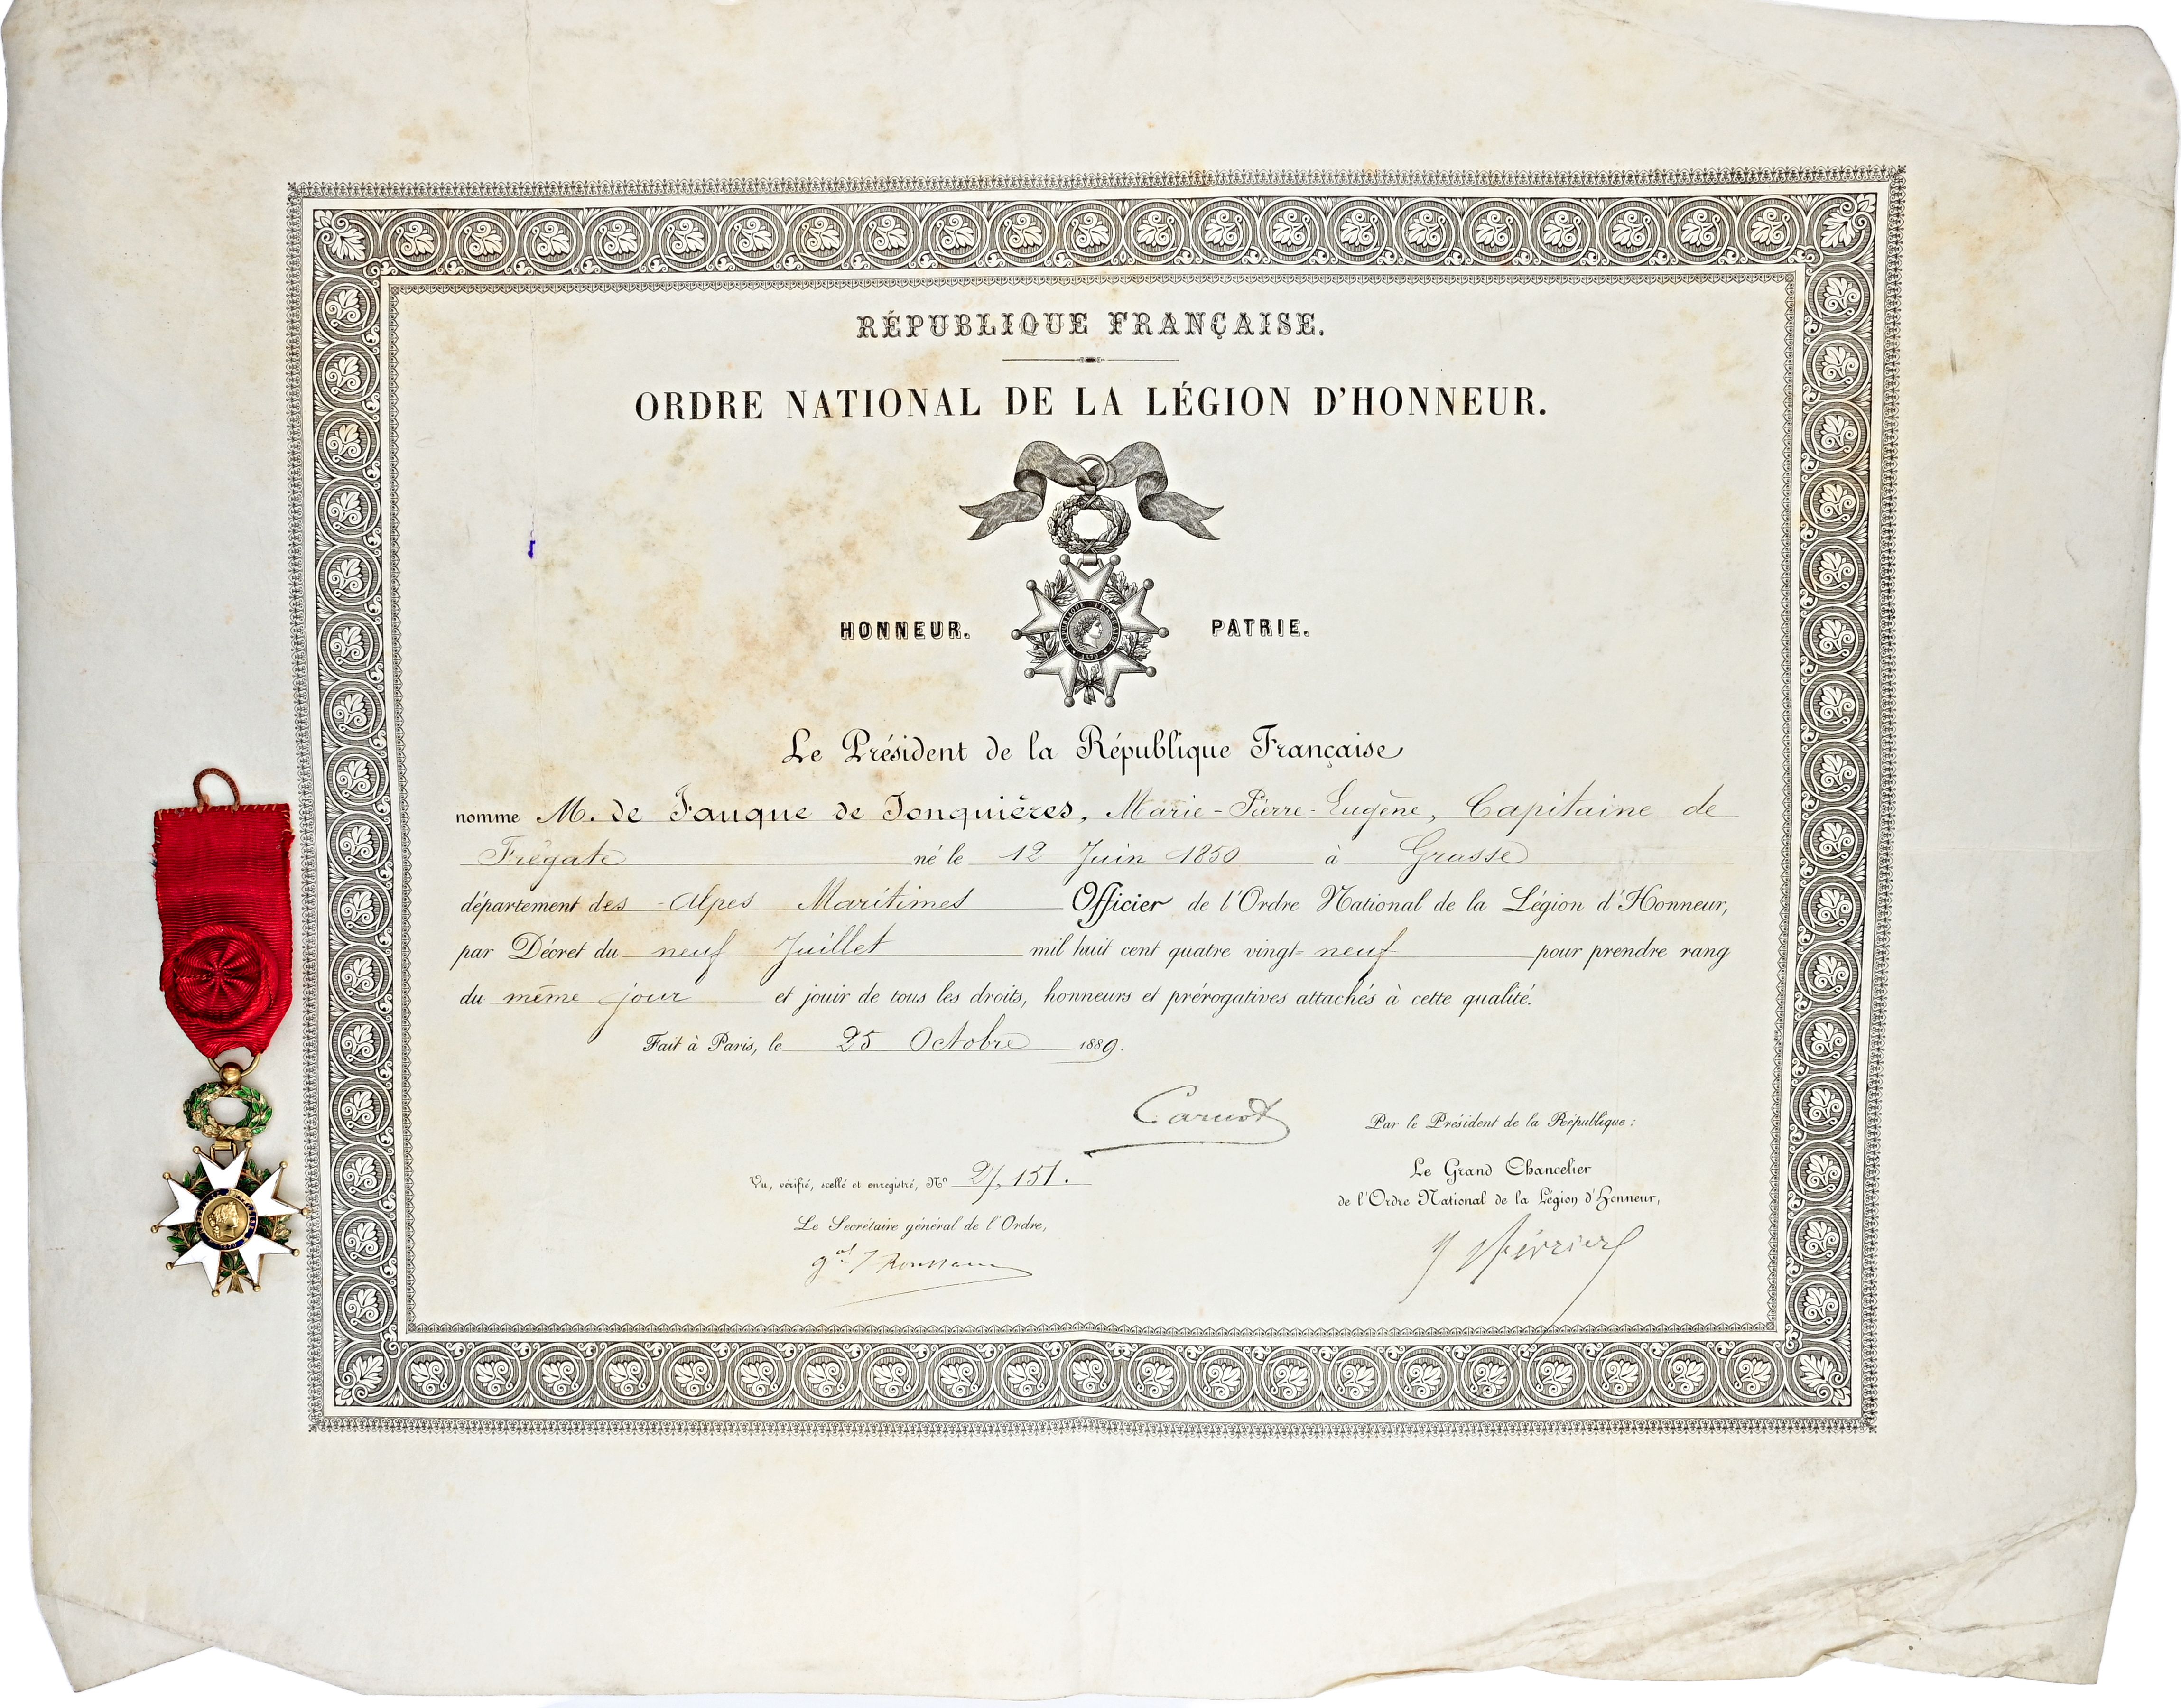 RÉPUBLIQUE FRANÇAISE.
ORDRE NATIONAL DE LA LÉGION D'HONNEUR.
HONNEUR. PATRIE.
Le Président de la République Française
nomme M. de Fauque de Jonquières, Marie-Pierre-Eugène, Capitaine de
Frégate né le 12 Juin 1850 à Grasse
département des Alpes Maritimes Officier de l'Ordre National de la Légion d'Honneur,
par Décret du neuf Juillet mil huit cent quatre vingt-neuf pour prendre rang
du même jour et jouir de tous les droits, honneurs et prérogatives attachés à cette qualité.
Fait à Paris, le 25 Octobre 1889.
Carnot
Par le Président de la République :
Le Grand Chancelier
de l'Ordre National de la Légion d'Honneur,
Vu, vérifié, scellé et enregistré, No 27,151.
Le Secrétaire général de l'Ordre,
gal Rousseau